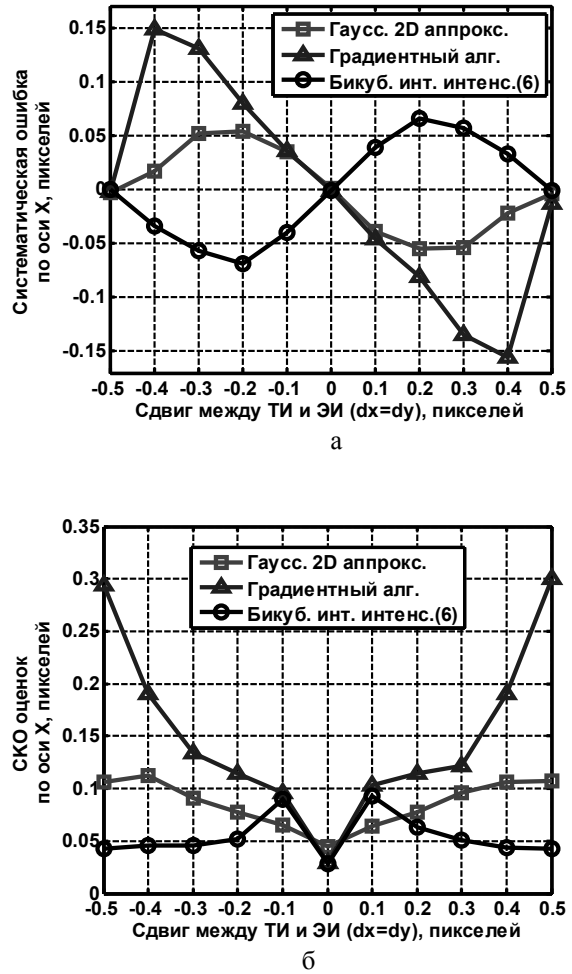 0.15
0.1
0.05
0
-0.05
-0.1
-0.15
Систематическая ошибка
по оси X, пикселей
Гаусс. 2D аппрокс.
Градиентный алг.
Бикуб. инт. интенс.(6)
-0.5 -0.4 -0.3 -0.2 -0.1 0 0.1 0.2 0.3 0.4 0.5
Сдвиг между ТИ и ЭИ (dx=dy), пикселей
а
0.35
0.3
0.25
0.2
0.15
0.1
0.05
0
СКО оценок
по оси X, пикселей
Гаусс. 2D аппрокс.
Градиентный алг.
Бикуб. инт. интенс.(6)
-0.5 -0.4 -0.3 -0.2 -0.1 0 0.1 0.2 0.3 0.4 0.5
Сдвиг между ТИ и ЭИ (dx=dy), пикселей
б